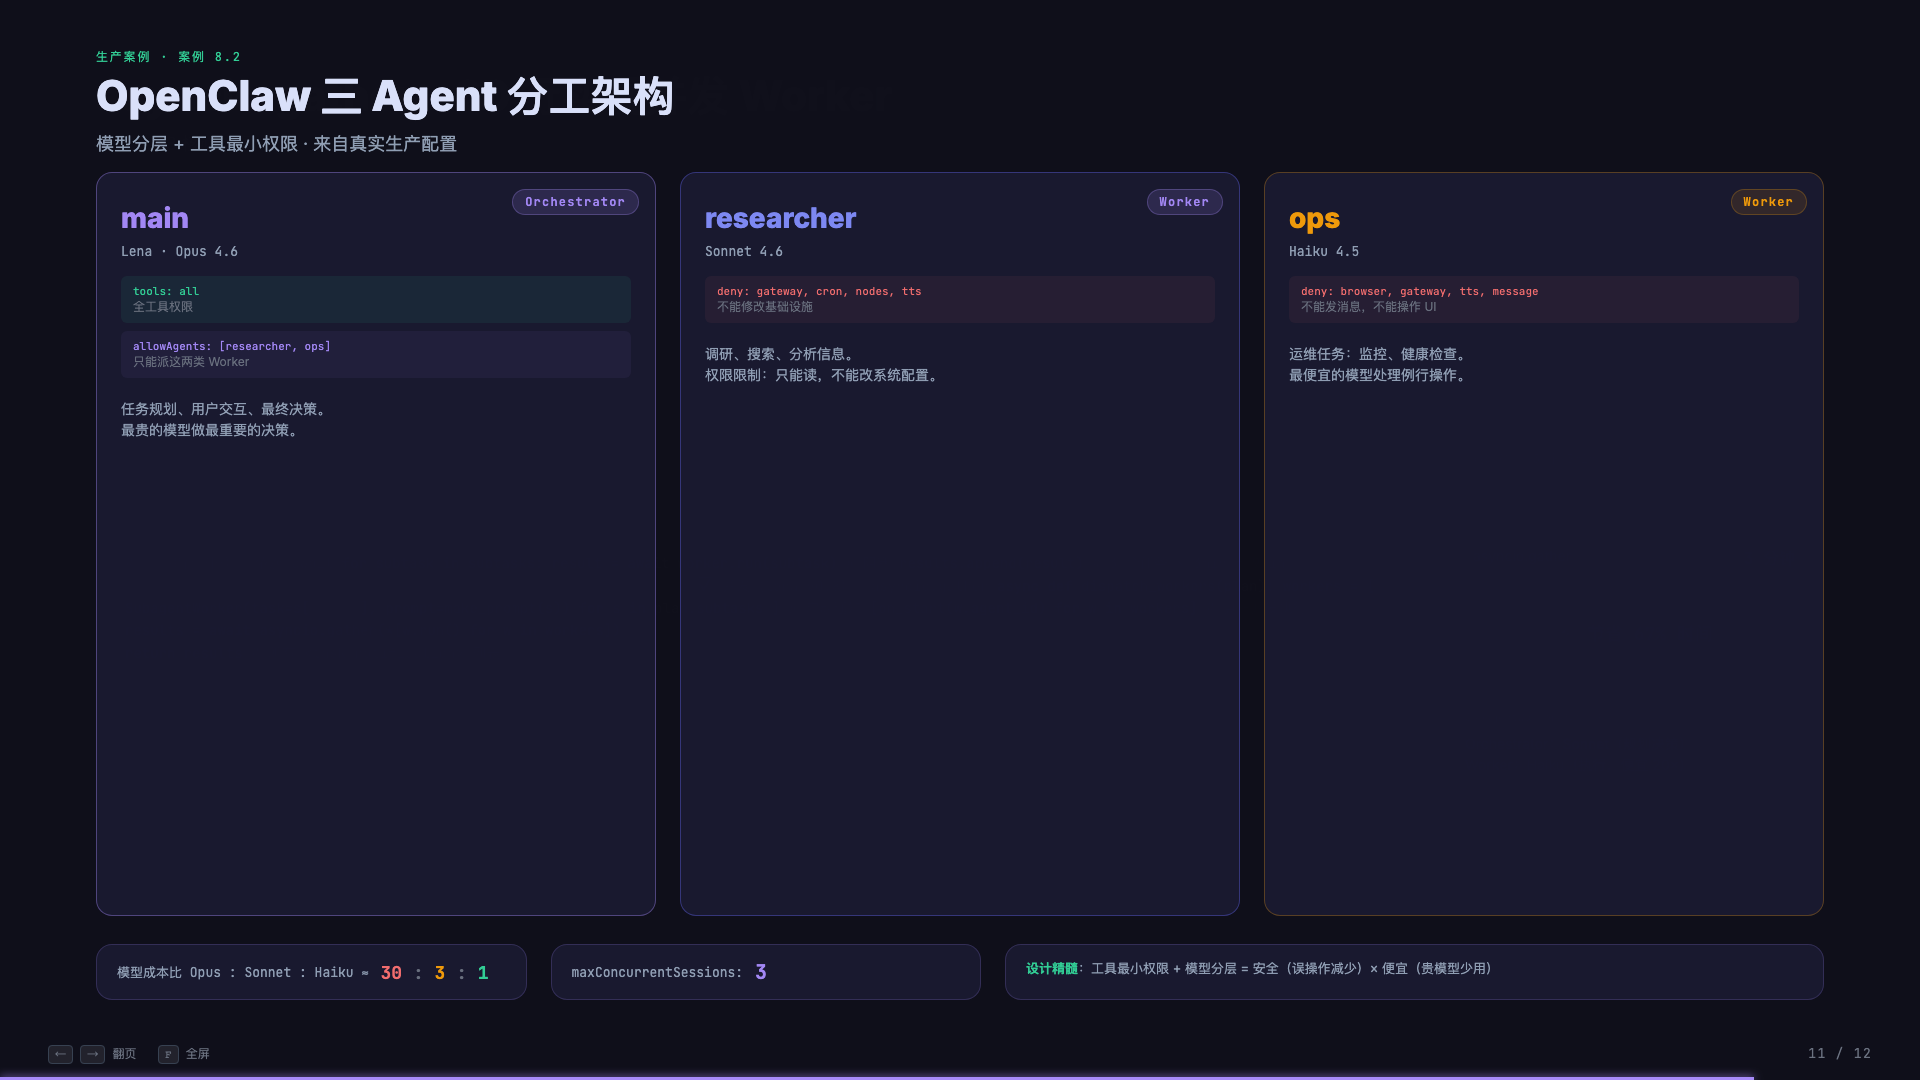 生产案例 · 案例 8.2
OpenClaw 三 Agent 分工架构
模型分层 + 工具最小权限 · 来自真实生产配置
Orchestrator
main
Lena · Opus 4.6
tools: all
全工具权限
allowAgents: [researcher, ops]
只能派这两类 Worker
任务规划、用户交互、最终决策。
最贵的模型做最重要的决策。
Worker
researcher
Sonnet 4.6
deny: gateway, cron, nodes, tts
不能修改基础设施
调研、搜索、分析信息。
权限限制：只能读，不能改系统配置。
Worker
ops
Haiku 4.5
deny: browser, gateway, tts, message
不能发消息，不能操作 UI
运维任务：监控、健康检查。
最便宜的模型处理例行操作。
模型成本比 Opus : Sonnet : Haiku ≈ 30 : 3 : 1
maxConcurrentSessions: 3
设计精髓：工具最小权限 + 模型分层 = 安全（误操作减少）× 便宜（贵模型少用）
← → 翻页 F 全屏
11 / 12